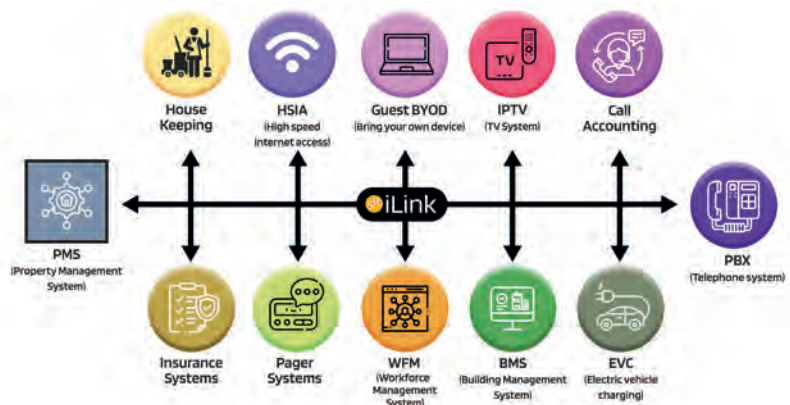 TV
House
Keeping
HSIA
(High speed
internet access)
Guest BYOD
(Bring your own device)
IPTV
(TV System)
Call
Accounting
iLink
PMS
(Property Management
System)
PBX
(Telephone system)
Insurance
Systems
Pager
Systems
WFM
(Workforce
Management
System)
BMS
(Building Management
System)
EVC
(Electric vehicle
charging)